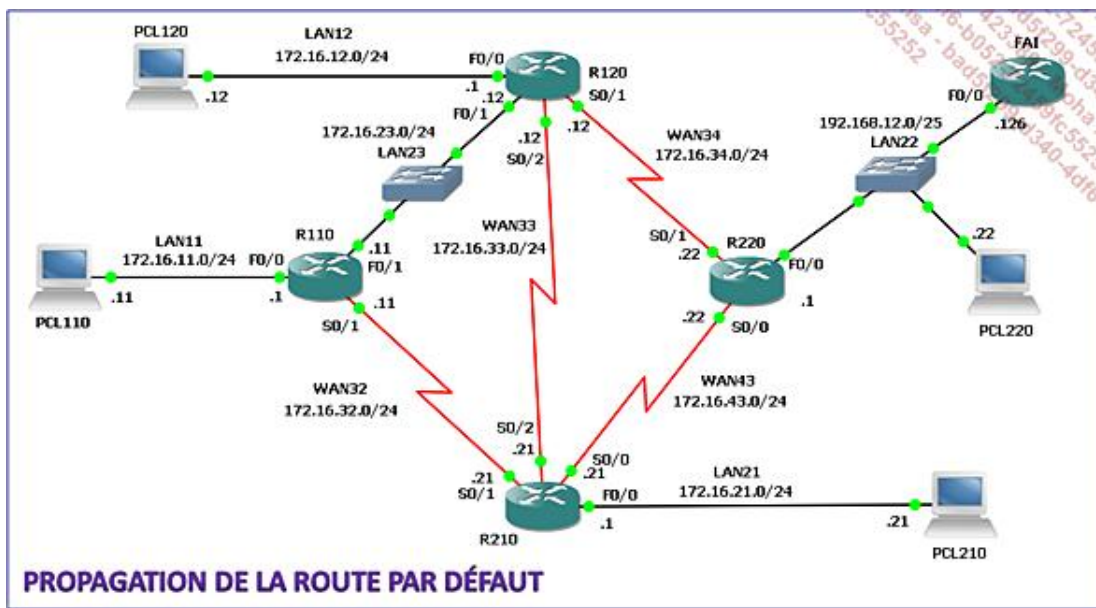 PCL120
LAN12
172.16.12.0/24
.12
F0/0
.1
R120
.12
F0/1
S0/1
.12
.12
S0/2
172.16.23.0/24
LAN23
WAN34
172.16.34.0/24
FAI
F0/0
.126
192.168.12.0/25
LAN22
WAN33
172.16.33.0/24
LAN11
172.16.11.0/24
PCL110
.11
F0/0
.1
R110
.11
F0/1
.11
S0/1
S0/1
.22
R220
F0/0
.1
.22
S0/0
.22
PCL220
WAN32
172.16.32.0/24
WAN43
172.16.43.0/24
S0/2
.21
S0/0
.21
.21
S0/1
R210
F0/0
.1
LAN21
172.16.21.0/24
.21
PCL210
PROPAGATION DE LA ROUTE PAR DÉFAUT